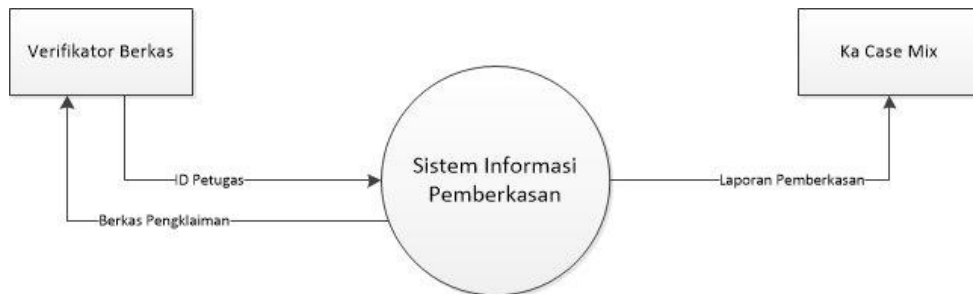 Verifikator Berkas
Ka Case Mix
Sistem Informasi
Pemberkasan
ID Petugas
Laporan Pemberkasan
Berkas Pengklaiman